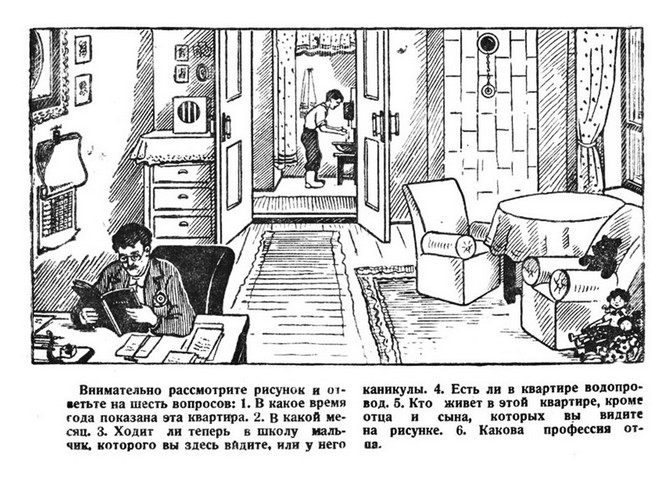 Внимательно рассмотрите рисунок и от-
ветьте на шесть вопросов: 1. В какое время
года показана эта квартира. 2. В какой ме-
сяц. 3. Ходит ли теперь в школу маль-
чик, которого вы здесь видите, или у него
каникулы. 4. Есть ли в квартире водопро-
вод. 5. Кто живет в этой квартире, кроме
отца и сына, которых вы видите
на рисунке. 6. Какова профессия от-
ца.